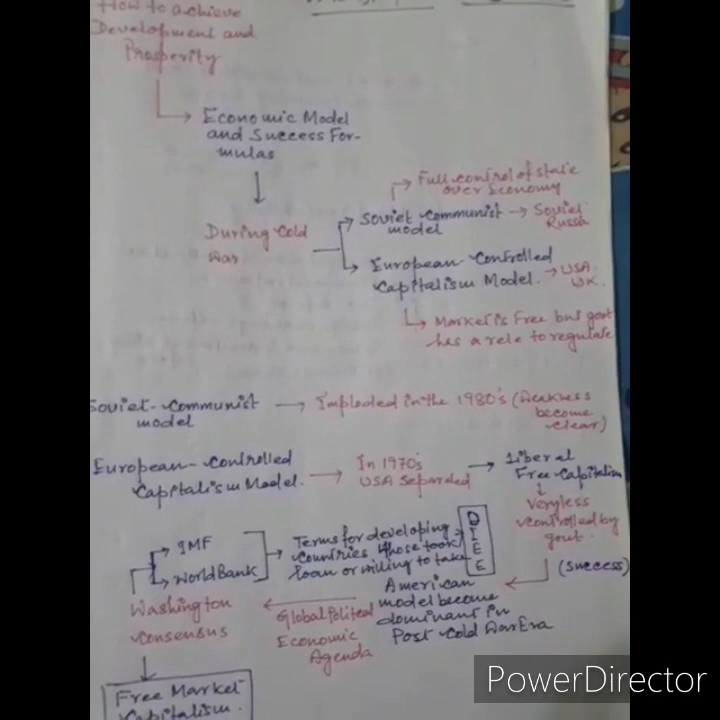 How to achieve
Development and
Prosperity
Economic Model
and Success For-
mulas
During Cold
War
Full control of state
over Economy
Soviet Communist
model
Soviet
Russia
European Controlled
Capitalism Model.
USA.
UK.
Market is Free but govt
has a role to regulate
Soviet-Communist
model
Imploded in the 1980's (Weakness
become
clear)
European-Controlled
Capitalism Model.
In 1970's
USA Separated
Liberal
Free Capitalism
Very less
controlled by
govt.
(Success)
IMF
World Bank
Terms for developing
countries whose took
loan or willing to take
D
I
E
E
American
model become
dominant in
Post Cold War Era
Global Political
Economic
Agenda
Washington
Consensus
Free Market
Capitalism.
PowerDirector